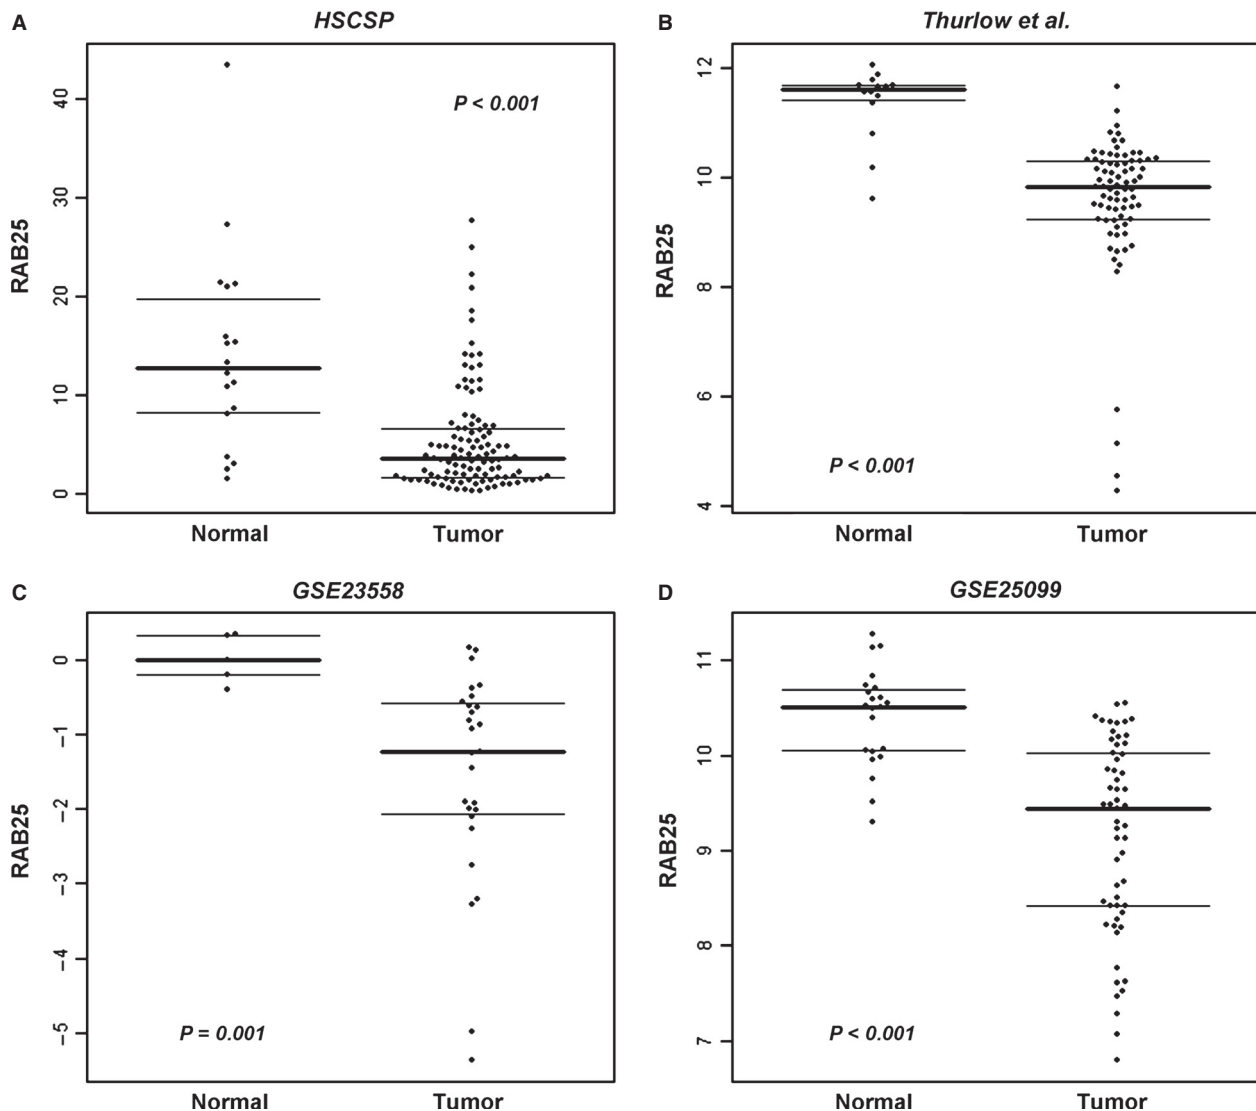 A
HSCSP
RAB25
40
30
20
10
0
P < 0.001
Normal
Tumor
B
Thurlow et al.
RAB25
12
10
8
6
4
P < 0.001
Normal
Tumor
C
GSE23558
RAB25
0
−1
−2
−3
−4
−5
P = 0.001
Normal
Tumor
D
GSE25099
RAB25
11
10
9
8
7
P < 0.001
Normal
Tumor